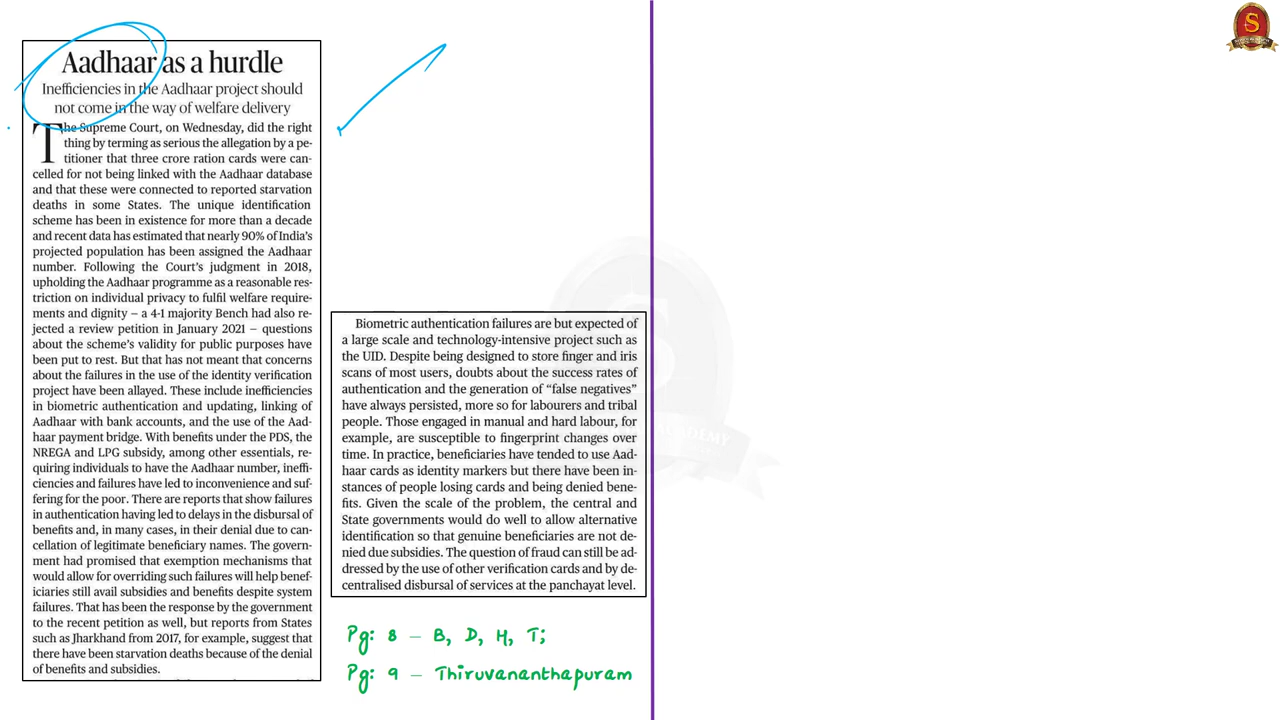 Aadhaar as a hurdle
Inefficiencies in the Aadhaar project should
not come in the way of welfare delivery
The Supreme Court, on Wednesday, did the right
thing by terming as serious the allegation by a pe-
titioner that three crore ration cards were can-
celled for not being linked with the Aadhaar database
and that these were connected to reported starvation
deaths in some States. The unique identification
scheme has been in existence for more than a decade
and recent data has estimated that nearly 90% of India's
projected population has been assigned the Aadhaar
number. Following the Court's judgment in 2018,
upholding the Aadhaar programme as a reasonable res-
triction on individual privacy to fulfil welfare require-
ments and dignity – a 4-1 majority Bench had also re-
jected a review petition in January 2021 – questions
about the scheme's validity for public purposes have
been put to rest. But that has not meant that concerns
about the failures in the use of the identity verification
project have been allayed. These include inefficiencies
in biometric authentication and updating, linking of
Aadhaar with bank accounts, and the use of the Aad-
haar payment bridge. With benefits under the PDS, the
NREGA and LPG subsidy, among other essentials, re-
quiring individuals to have the Aadhaar number, ineffi-
ciencies and failures have led to inconvenience and suf-
fering for the poor. There are reports that show failures
in authentication having led to delays in the disbursal of
benefits and, in many cases, in their denial due to can-
cellation of legitimate beneficiary names. The govern-
ment had promised that exemption mechanisms that
would allow for overriding such failures will help benef-
iciaries still avail subsidies and benefits despite system
failures. That has been the response by the government
to the recent petition as well, but reports from States
such as Jharkhand from 2017, for example, suggest that
there have been starvation deaths because of the denial
of benefits and subsidies.
Biometric authentication failures are but expected of
a large scale and technology-intensive project such as
the UID. Despite being designed to store finger and iris
scans of most users, doubts about the success rates of
authentication and the generation of "false negatives"
have always persisted, more so for labourers and tribal
people. Those engaged in manual and hard labour, for
example, are susceptible to fingerprint changes over
time. In practice, beneficiaries have tended to use Aad-
haar cards as identity markers but there have been in-
stances of people losing cards and being denied bene-
fits. Given the scale of the problem, the central and
State governments would do well to allow alternative
identification so that genuine beneficiaries are not de-
nied due subsidies. The question of fraud can still be ad-
dressed by the use of other verification cards and by de-
centralised disbursal of services at the panchayat level.
Pg: 8 – B, D, H, T;
Pg: 9 – Thiruvananthapuram
S